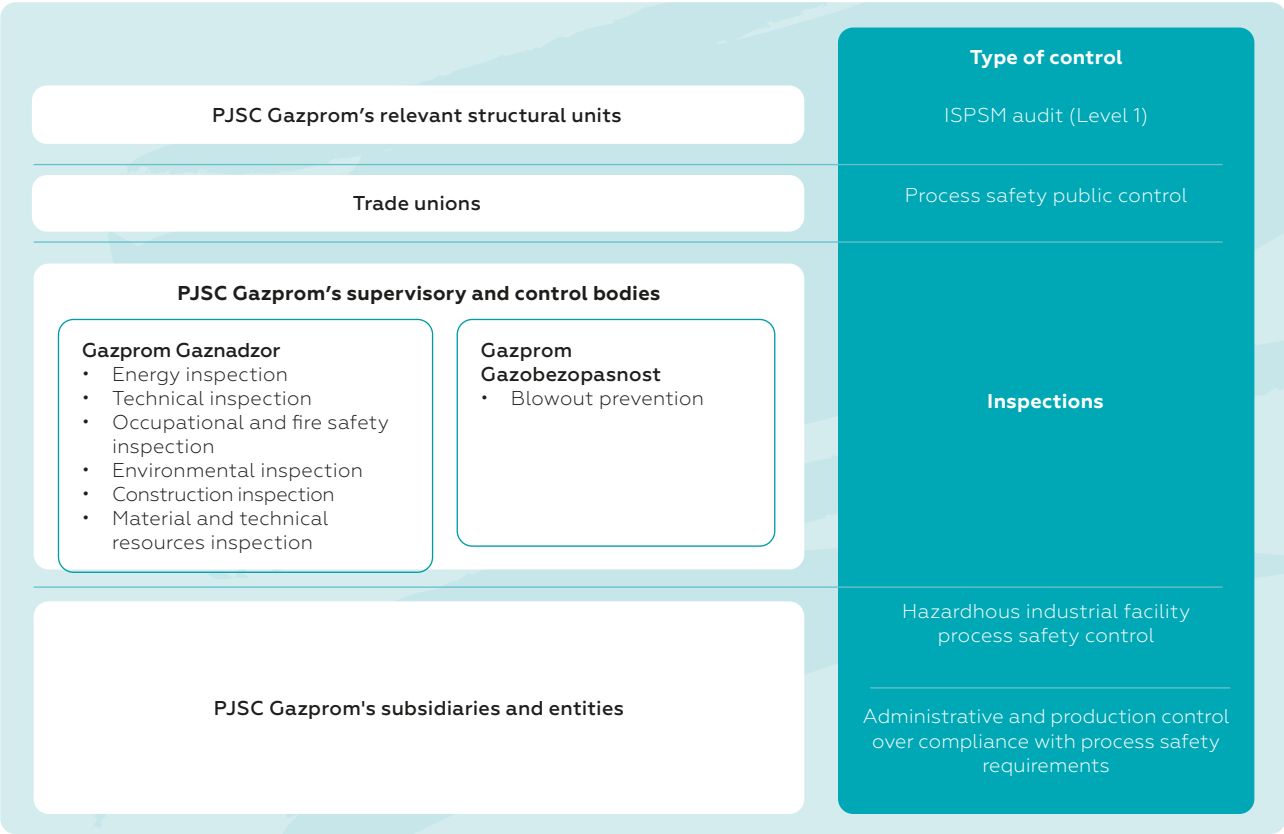 Type of control
PJSC Gazprom’s relevant structural units
ISPSM audit (Level 1)
Trade unions
Process safety public control
PJSC Gazprom’s supervisory and control bodies
Gazprom Gaznadzor
• Energy inspection
• Technical inspection
• Occupational and fire safety
inspection
• Environmental inspection
• Construction inspection
• Material and technical
resources inspection
Gazprom
Gazobezopasnost
• Blowout prevention
Inspections
PJSC Gazprom's subsidiaries and entities
Hazardhous industrial facility
process safety control
Administrative and production control
over compliance with process safety
requirements